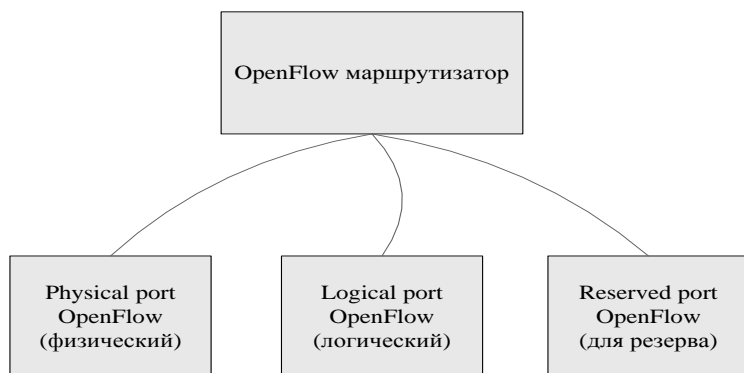 OpenFlow маршрутизатор
Physical port
OpenFlow
(физический)
Logical port
OpenFlow
(логический)
Reserved port
OpenFlow
(для резерва)